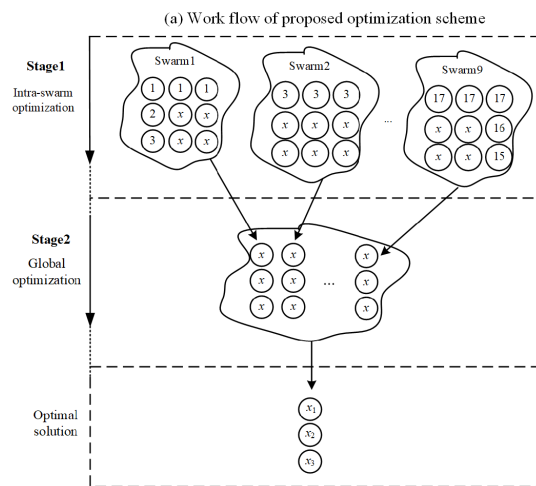 (a) Work flow of proposed optimization scheme
Stage1
Intra-swarm
optimization
Swarm1
1 1 1
2 x x
3 x x
Swarm2
3 3 3
x x x
x x x
...
Swarm9
17 17 17
x x 16
x x 15
Stage2
Global
optimization
x x x
x x ... x
x x x
Optimal
solution
x1
x2
x3